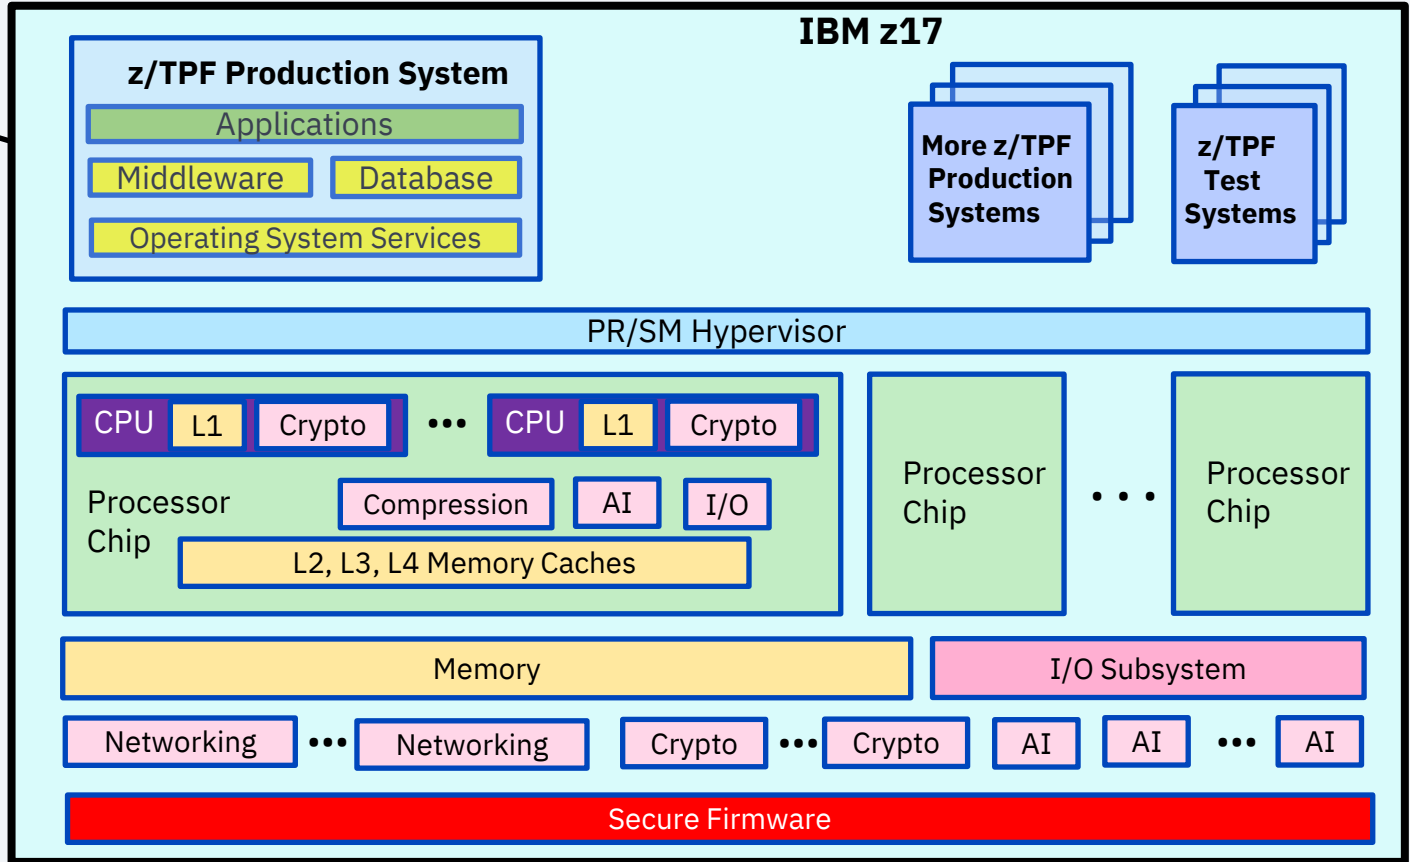 IBM z17
z/TPF Production System
Applications
Middleware
Database
Operating System Services
More z/TPF
Production
Systems
z/TPF
Test
Systems
PR/SM Hypervisor
CPU
L1
Crypto
•••
CPU
L1
Crypto
Processor
Chip
Compression
AI
I/O
L2, L3, L4 Memory Caches
Processor
Chip
• • •
Processor
Chip
Memory
I/O Subsystem
Networking
•••
Networking
Crypto
•••
Crypto
AI
AI
•••
AI
Secure Firmware